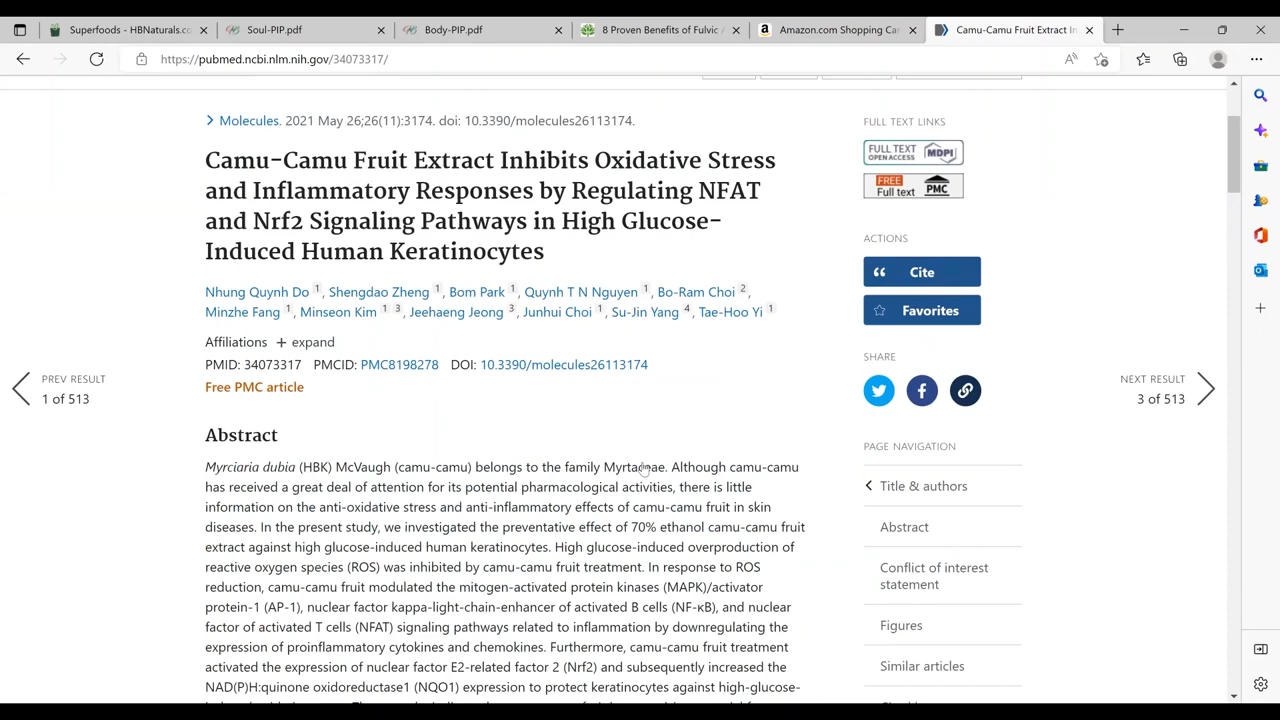 Superfoods - HBNaturals.co
Soul-PIP.pdf
Body-PIP.pdf
8 Proven Benefits of Fulvic A
Amazon.com Shopping Car
Camu-Camu Fruit Extract In
https://pubmed.ncbi.nlm.nih.gov/34073317/
Molecules. 2021 May 26;26(11):3174. doi: 10.3390/molecules26113174.
Camu-Camu Fruit Extract Inhibits Oxidative Stress
and Inflammatory Responses by Regulating NFAT
and Nrf2 Signaling Pathways in High Glucose-
Induced Human Keratinocytes
Nhung Quynh Do 1, Shengdao Zheng 1, Bom Park 1, Quynh T N Nguyen 1, Bo-Ram Choi 2,
Minzhe Fang 1, Minseon Kim 1 3, Jeehaeng Jeong 3, Junhui Choi 1, Su-Jin Yang 4, Tae-Hoo Yi 1
Affiliations + expand
PMID: 34073317 PMCID: PMC8198278 DOI: 10.3390/molecules26113174
Free PMC article
PREV RESULT
1 of 513
Abstract
Myrciaria dubia (HBK) McVaugh (camu-camu) belongs to the family Myrtaceae. Although camu-camu
has received a great deal of attention for its potential pharmacological activities, there is little
information on the anti-oxidative stress and anti-inflammatory effects of camu-camu fruit in skin
diseases. In the present study, we investigated the preventative effect of 70% ethanol camu-camu fruit
extract against high glucose-induced human keratinocytes. High glucose-induced overproduction of
reactive oxygen species (ROS) was inhibited by camu-camu fruit treatment. In response to ROS
reduction, camu-camu fruit modulated the mitogen-activated protein kinases (MAPK)/activator
protein-1 (AP-1), nuclear factor kappa-light-chain-enhancer of activated B cells (NF-κB), and nuclear
factor of activated T cells (NFAT) signaling pathways related to inflammation by downregulating the
expression of proinflammatory cytokines and chemokines. Furthermore, camu-camu fruit treatment
activated the expression of nuclear factor E2-related factor 2 (Nrf2) and subsequently increased the
NAD(P)H:quinone oxidoreductase1 (NQO1) expression to protect keratinocytes against high-glucose-
FULL TEXT LINKS
FULL TEXT
OPEN ACCESS
MDPI
FREE
Full text
PMC
ACTIONS
Cite
Favorites
SHARE
NEXT RESULT
3 of 513
PAGE NAVIGATION
Title & authors
Abstract
Conflict of interest
statement
Figures
Similar articles